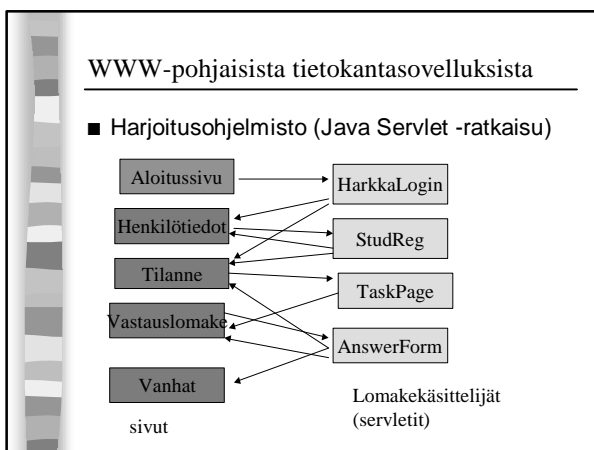 WWW-pohjaisista tietokantasovelluksista
■ Harjoitusohjelmisto (Java Servlet -ratkaisu)
Aloitussivu
HarkkaLogin
Henkilötiedot
StudReg
Tilanne
TaskPage
Vastauslomake
AnswerForm
Vanhat
Lomakekäsittelijät
(servletit)
sivut